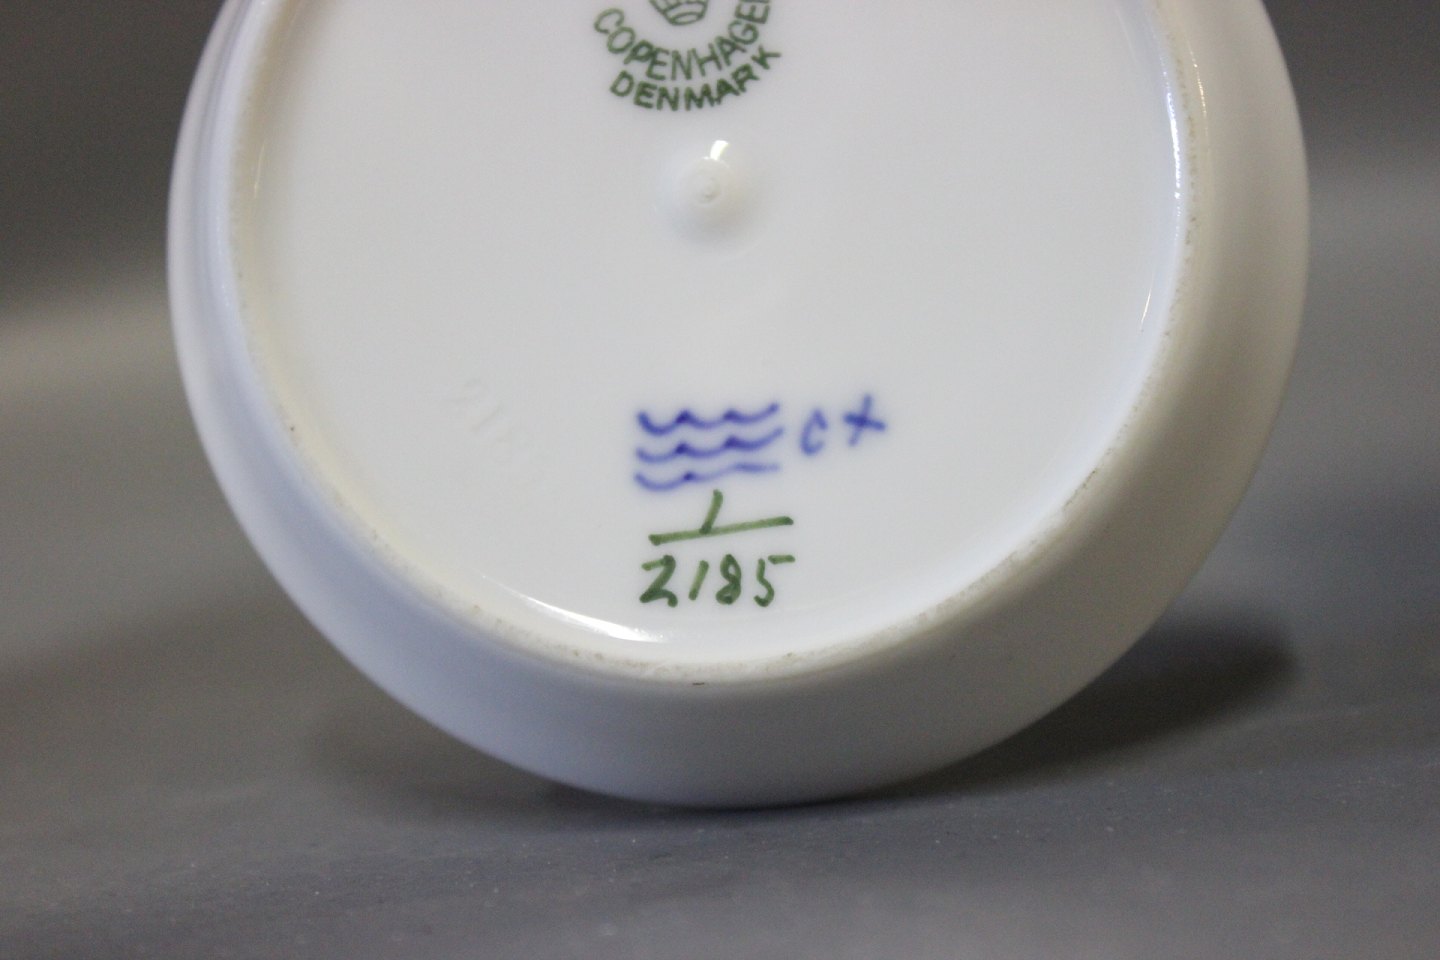 COPENHAGEN
DENMARK
C X
1
2185